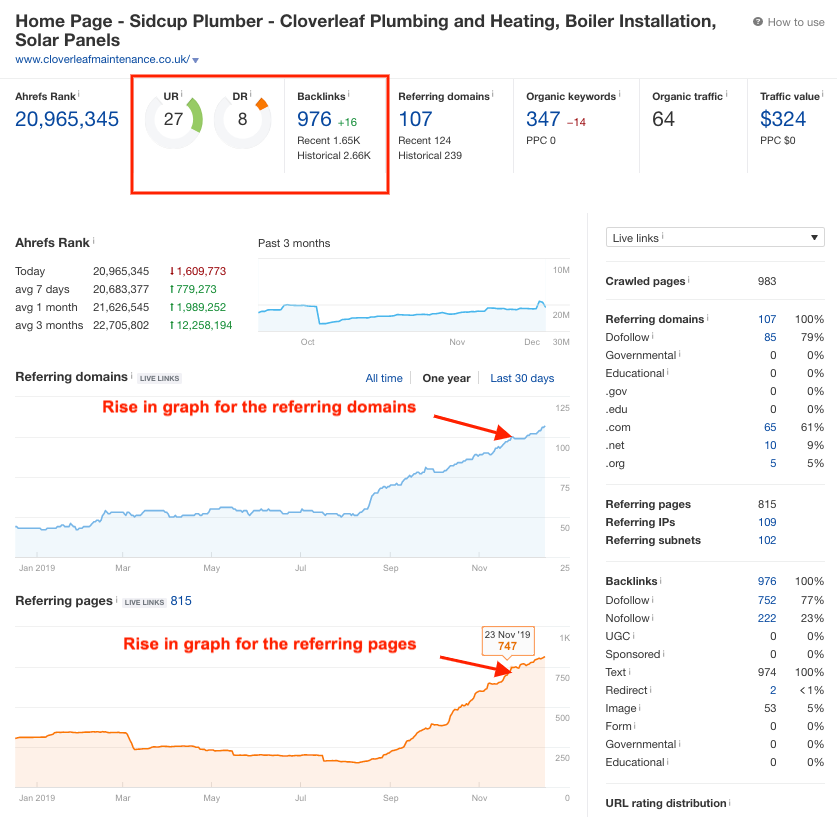 Home Page - Sidcup Plumber - Cloverleaf Plumbing and Heating, Boiler Installation,
Solar Panels
How to use
www.cloverleafmaintenance.co.uk/
Ahrefs Rank
20,965,345
UR
27
DR
8
Backlinks
976 +16
Recent 1.65K
Historical 2.66K
Referring domains
107
Recent 124
Historical 239
Organic keywords
347 −14
PPC 0
Organic traffic
64
Traffic value
$324
PPC $0
Ahrefs Rank
Today 20,965,345 ↓1,609,773
avg 7 days 20,683,377 ↑779,273
avg 1 month 21,626,545 ↑1,989,252
avg 3 months 22,705,802 ↑12,258,194
Past 3 months
10M
20M
30M
Oct Nov Dec
Referring domains LIVE LINKS
All time One year Last 30 days
Rise in graph for the referring domains
125
100
75
50
25
Jan 2019 Mar May Jul Sep Nov
Referring pages LIVE LINKS 815
Rise in graph for the referring pages
23 Nov '19
747
1K
750
500
250
0
Jan 2019 Mar May Jul Sep Nov
Live links
Crawled pages 983
Referring domains 107 100%
Dofollow 85 79%
Governmental 0 0%
Educational 0 0%
.gov 0 0%
.edu 0 0%
.com 65 61%
.net 10 9%
.org 5 5%
Referring pages 815
Referring IPs 109
Referring subnets 102
Backlinks 976 100%
Dofollow 752 77%
Nofollow 222 23%
UGC 0 0%
Sponsored 0 0%
Text 974 100%
Redirect 2 <1%
Image 53 5%
Form 0 0%
Governmental 0 0%
Educational 0 0%
URL rating distribution